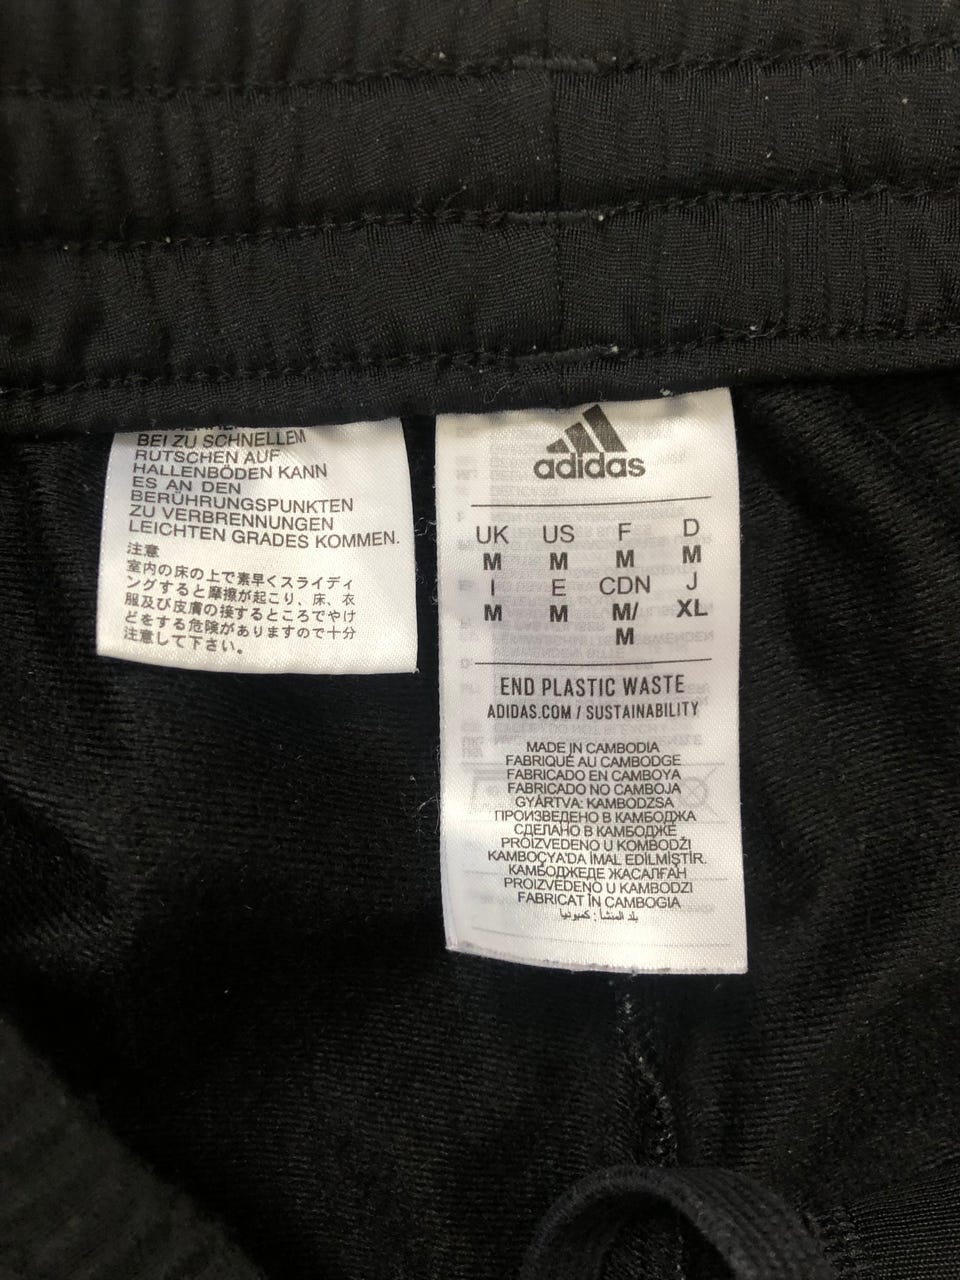 BEI ZU SCHNELLEM
RUTSCHEN AUF
HALLENBÖDEN KANN
ES AN DEN
BERÜHRUNGSPUNKTEN
ZU VERBRENNUNGEN
LEICHTEN GRADES KOMMEN.
注意
室内の床の上で素早くスライディ
ングすると摩擦が起こり、床、衣
服及び皮膚の接するところでやけ
どをする危険がありますので十分
注意して下さい。
adidas
UK US F D
M M M M
I E CDN J
M M M/ XL
M
END PLASTIC WASTE
ADIDAS.COM / SUSTAINABILITY
MADE IN CAMBODIA
FABRIQUÉ AU CAMBODGE
FABRICADO EN CAMBOYA
FABRICADO NO CAMBOJA
GYÁRTVA: KAMBODZSA
ПРОИЗВЕДЕНО В КАМБОДЖА
СДЕЛАНО В КАМБОДЖЕ
PROIZVEDENO U KOMBODŽI
KAMBOÇYA'DA İMAL EDİLMİŞTİR.
КАМБОДЖЕДЕ ЖАСАЛҒАН
PROIZVEDENO U KAMBODZI
FABRICAT ÎN CAMBOGIA
بلد المنشأ : كمبوديا